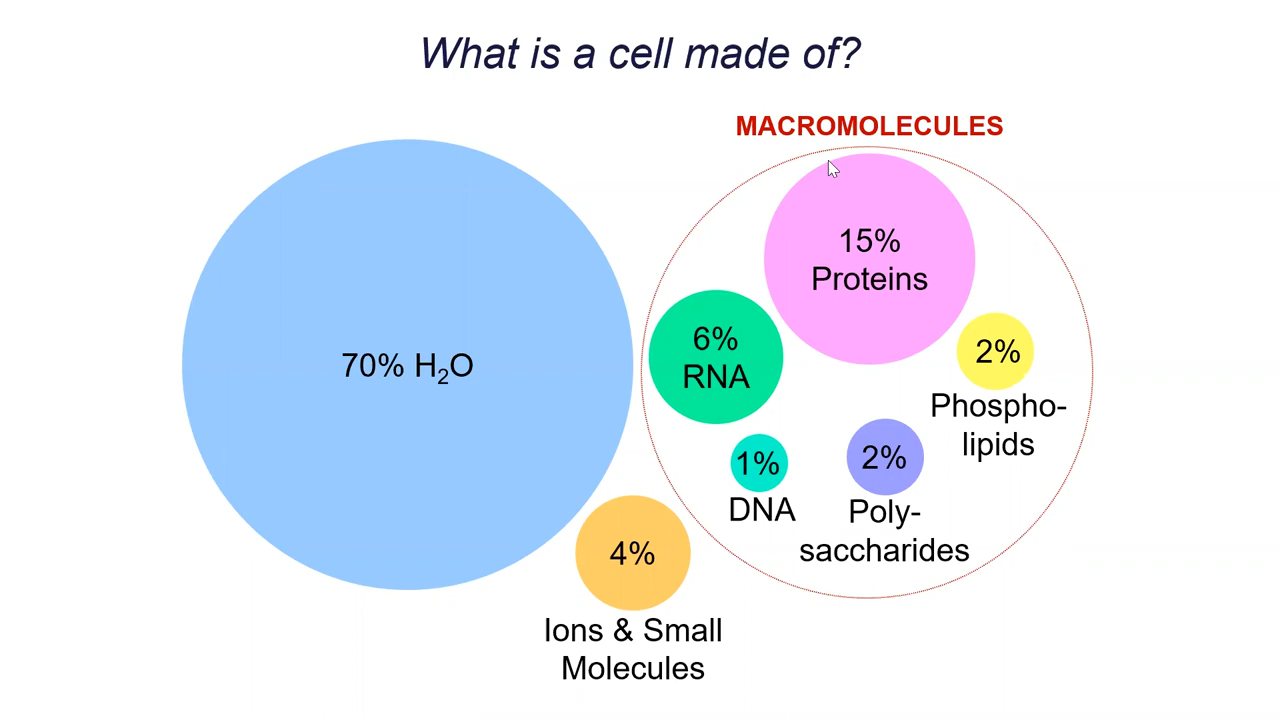 What is a cell made of?
MACROMOLECULES
70% H₂O
15%
Proteins
6%
RNA
2%
Phospho-
lipids
1%
DNA
2%
Poly-
saccharides
4%
Ions & Small
Molecules